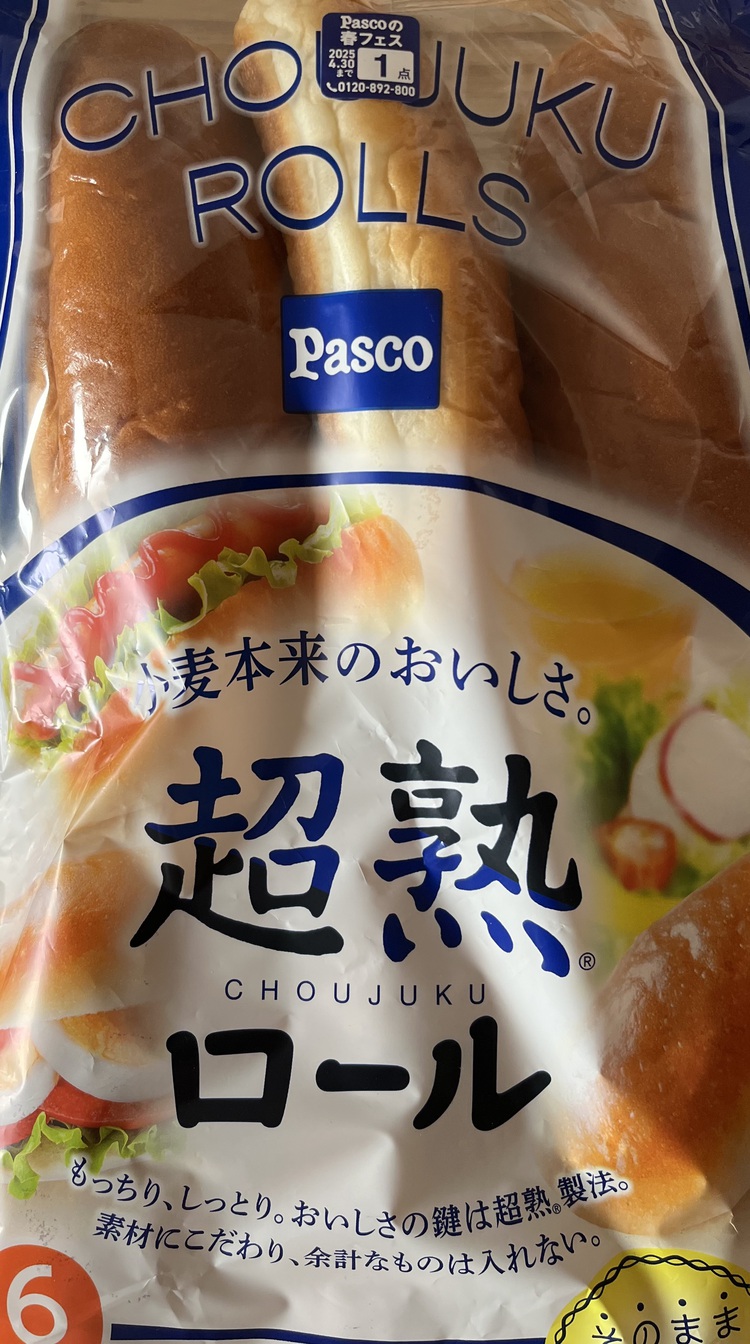 Pascoの
春フェス
2025
4.30
まで
1点
0120-892-800
CHOUJUKU
ROLLS
Pasco
小麦本来のおいしさ。
超熟®
CHOUJUKU
ロール
もっちり、しっとり。おいしさの鍵は超熟®製法。
素材にこだわり、余計なものは入れない。
6
そのまま